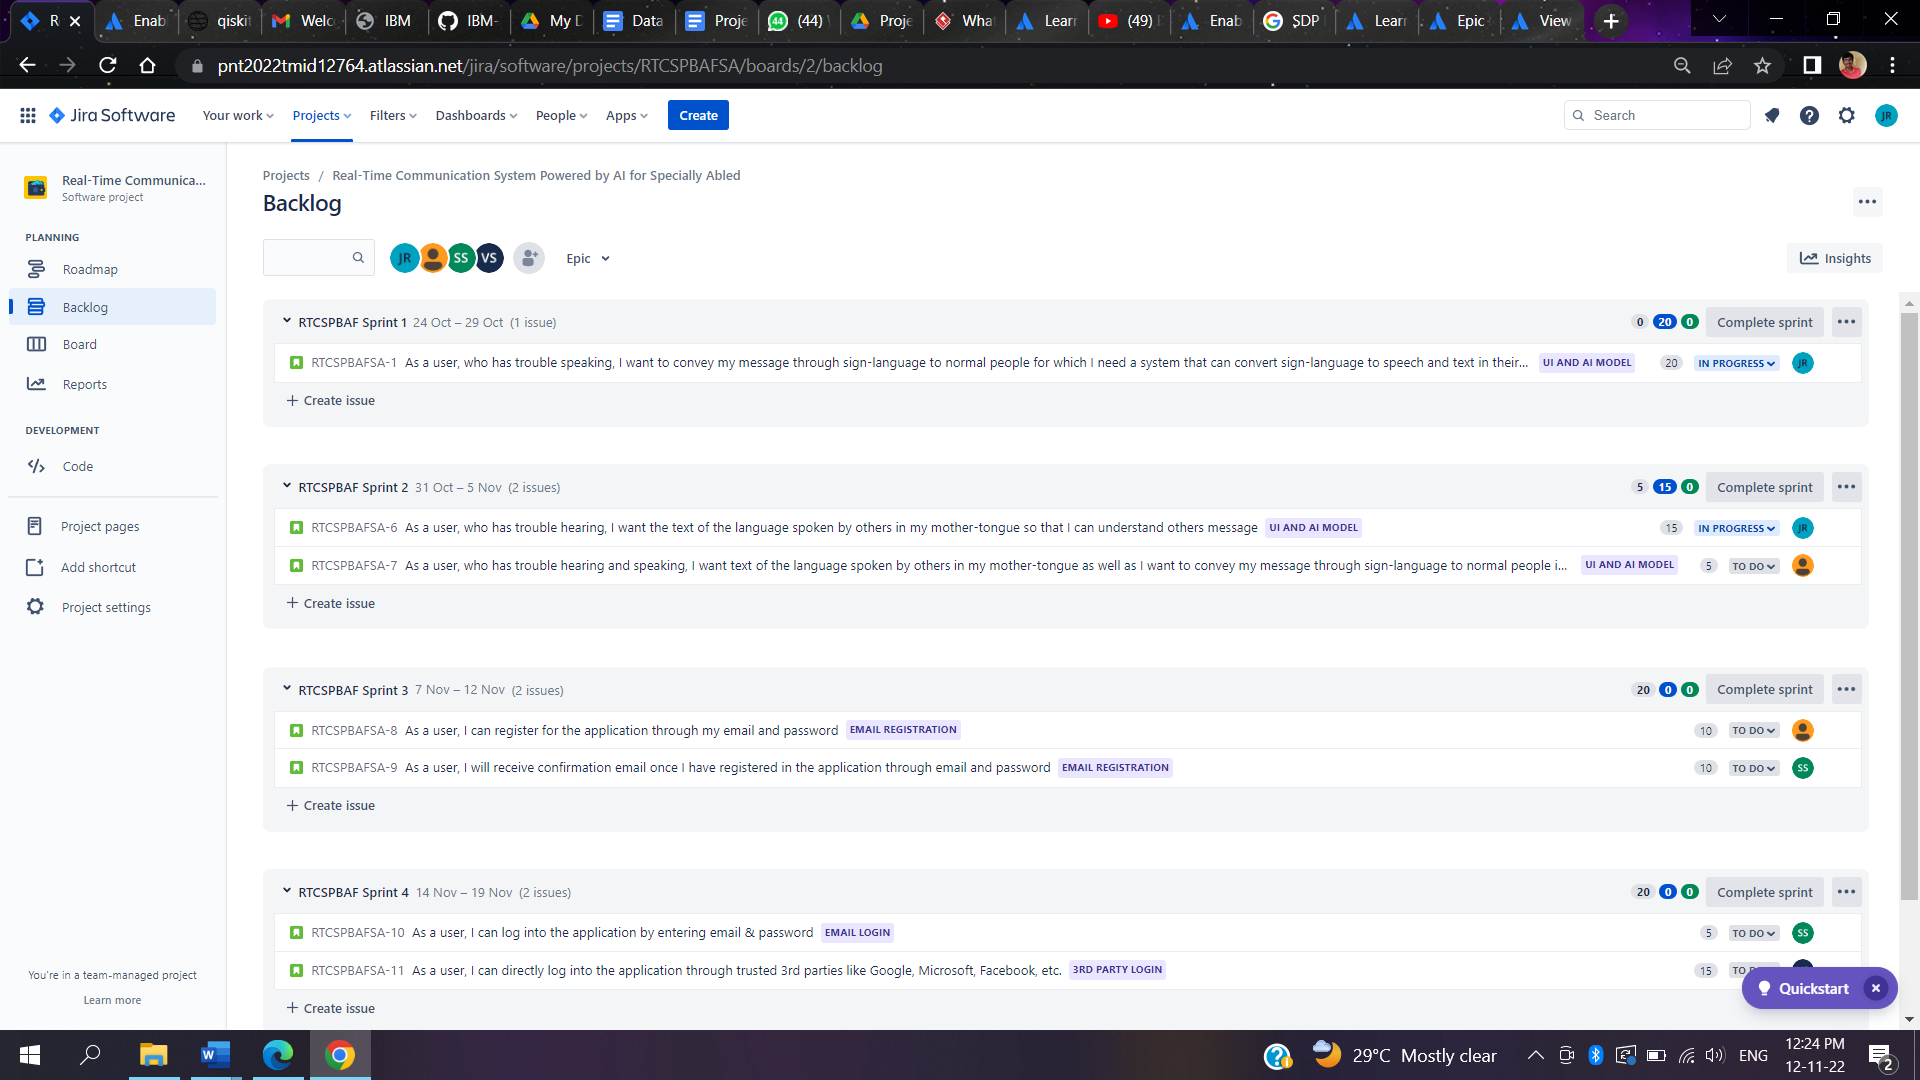 R
Enab
qiskit
Welc
IBM
IBM-
My D
Data
Proje
(44)
Proje
What
Learn
(49)
Enab
SDP
Learn
Epic
View
pnt2022tmid12764.atlassian.net/jira/software/projects/RTCSPBAFSA/boards/2/backlog
Jira Software
Your work
Projects
Filters
Dashboards
People
Apps
Create
Search
JR
Real-Time Communica...
Software project
PLANNING
Roadmap
Backlog
Board
Reports
DEVELOPMENT
Code
Project pages
Add shortcut
Project settings
You're in a team-managed project
Learn more
Projects / Real-Time Communication System Powered by AI for Specially Abled
Backlog
JR SS VS
Epic
Insights
RTCSPBAF Sprint 1 24 Oct – 29 Oct (1 issue) 0 20 0 Complete sprint
RTCSPBAFSA-1 As a user, who has trouble speaking, I want to convey my message through sign-language to normal people for which I need a system that can convert sign-language to speech and text in their... UI AND AI MODEL 20 IN PROGRESS JR
+ Create issue
RTCSPBAF Sprint 2 31 Oct – 5 Nov (2 issues) 5 15 0 Complete sprint
RTCSPBAFSA-6 As a user, who has trouble hearing, I want the text of the language spoken by others in my mother-tongue so that I can understand others message UI AND AI MODEL 15 IN PROGRESS JR
RTCSPBAFSA-7 As a user, who has trouble hearing and speaking, I want text of the language spoken by others in my mother-tongue as well as I want to convey my message through sign-language to normal people i... UI AND AI MODEL 5 TO DO
+ Create issue
RTCSPBAF Sprint 3 7 Nov – 12 Nov (2 issues) 20 0 0 Complete sprint
RTCSPBAFSA-8 As a user, I can register for the application through my email and password EMAIL REGISTRATION 10 TO DO
RTCSPBAFSA-9 As a user, I will receive confirmation email once I have registered in the application through email and password EMAIL REGISTRATION 10 TO DO SS
+ Create issue
RTCSPBAF Sprint 4 14 Nov – 19 Nov (2 issues) 20 0 0 Complete sprint
RTCSPBAFSA-10 As a user, I can log into the application by entering email & password EMAIL LOGIN 5 TO DO SS
RTCSPBAFSA-11 As a user, I can directly log into the application through trusted 3rd parties like Google, Microsoft, Facebook, etc. 3RD PARTY LOGIN 15
+ Create issue
Quickstart
29°C Mostly clear
ENG
12:24 PM
12-11-22
2